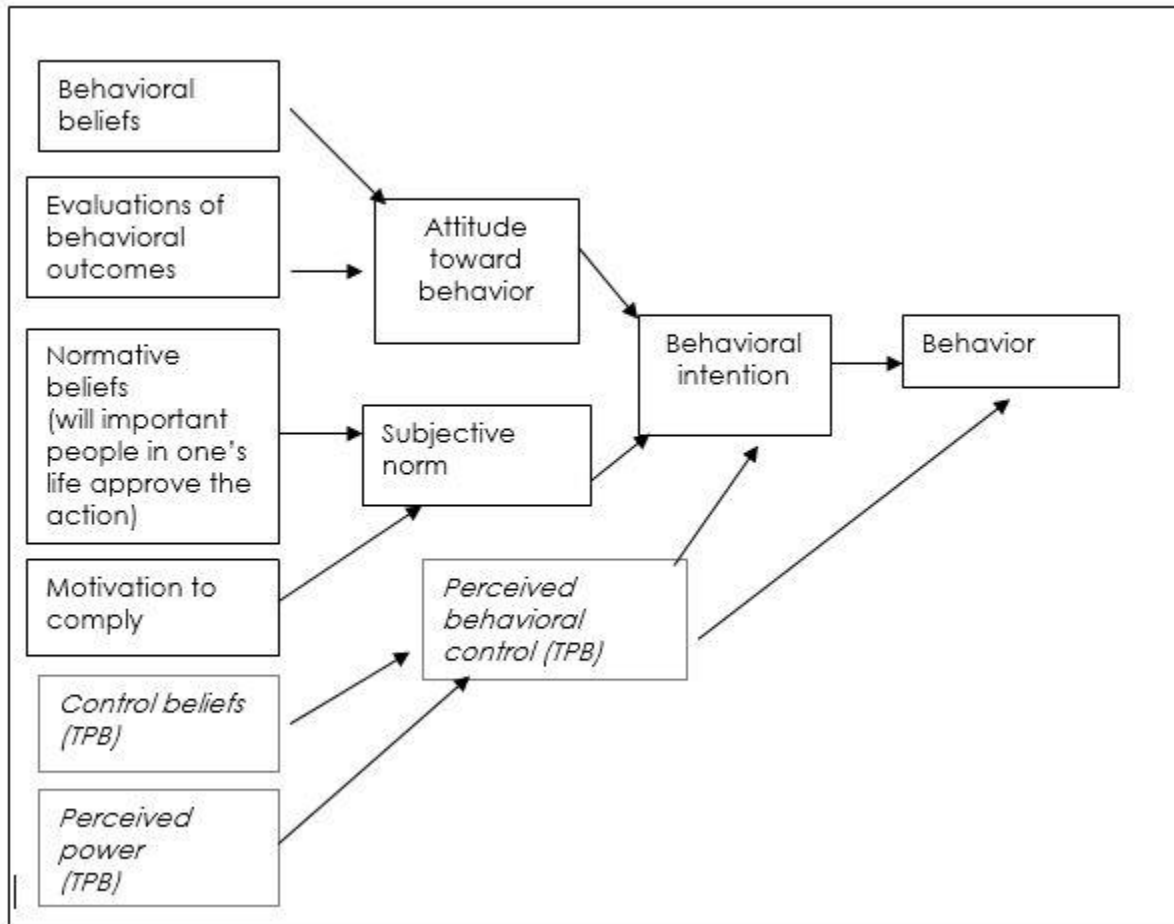 Behavioral
beliefs
Evaluations of
behavioral
outcomes
Normative
beliefs
(will important
people in one's
life approve the
action)
Motivation to
comply
Control beliefs
(TPB)
Perceived
power
(TPB)
Attitude
toward
behavior
Subjective
norm
Perceived
behavioral
control (TPB)
Behavioral
intention
Behavior